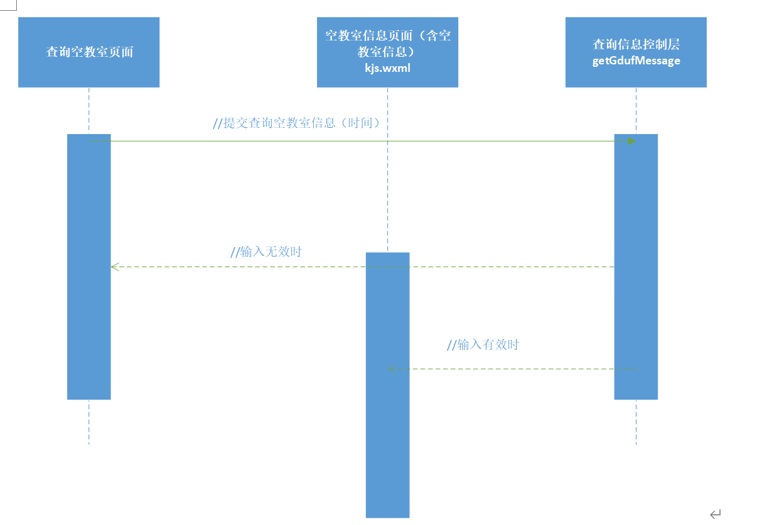 查询空教室页面
空教室信息页面（含空
教室信息）
kjs.wxml
查询信息控制层
getGdufMessage
//提交查询空教室信息（时间）
//输入无效时
//输入有效时